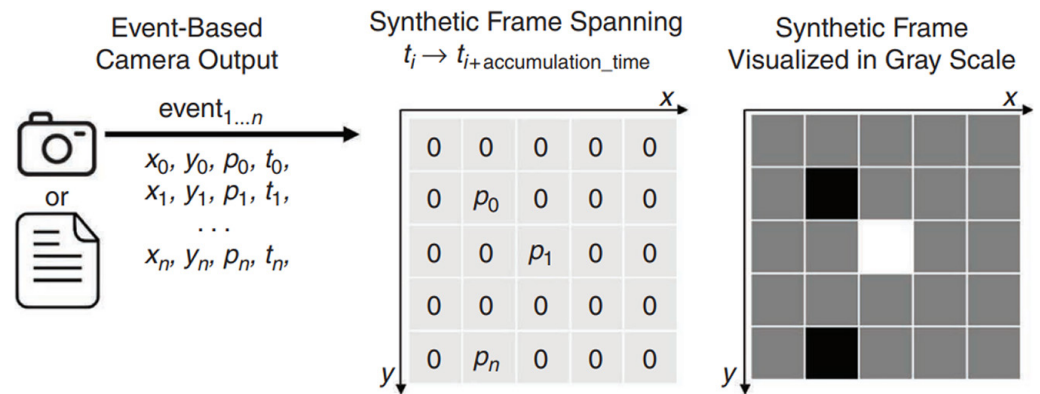 Event-Based
Camera Output
event1...n
x0, y0, p0, t0,
x1, y1, p1, t1,
. . .
xn, yn, pn, tn,
or
Synthetic Frame Spanning
ti → ti+accumulation_time
x
0 0 0 0 0
0 p0 0 0 0
0 0 p1 0 0
0 0 0 0 0
0 pn 0 0 0
y
Synthetic Frame
Visualized in Gray Scale
x
y